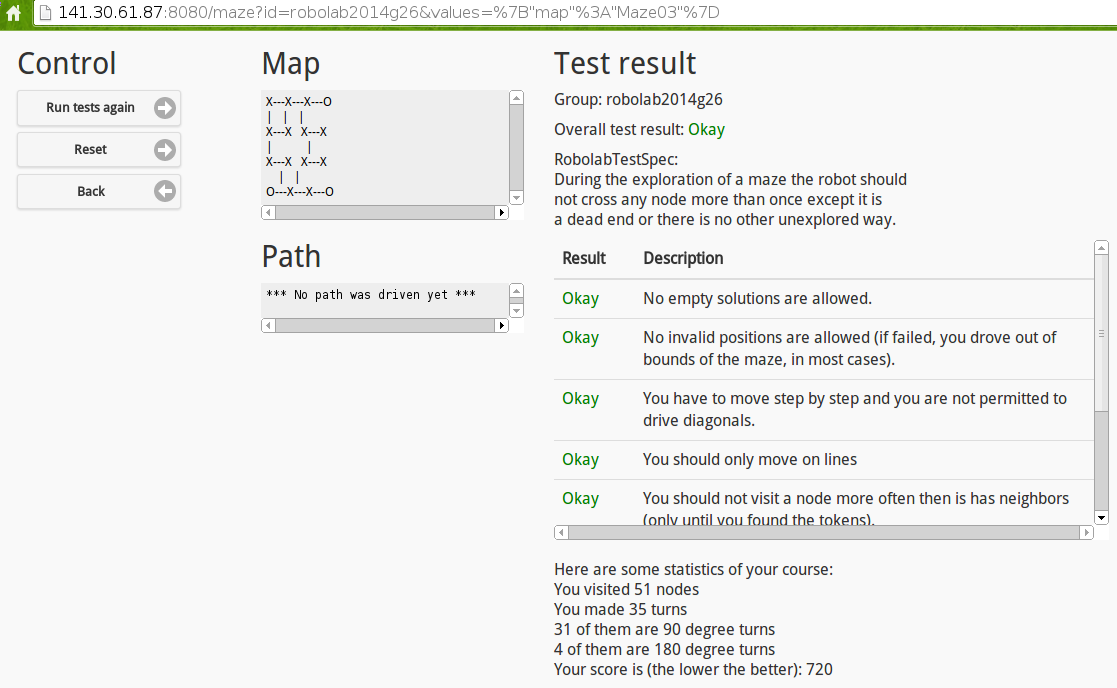 141.30.61.87:8080/maze?id=robolab2014g26&values=%7B"map"%3A"Maze03"%7D
Control
Run tests again
Reset
Back
Map
X---X---X---O
|   |   |
X---X   X---X
|           |
X---X   X---X
    |   |
O---X---X---O
Path
*** No path was driven yet ***
Test result
Group: robolab2014g26
Overall test result: Okay
RobolabTestSpec:
During the exploration of a maze the robot should
not cross any node more than once except it is
a dead end or there is no other unexplored way.
Result Description
Okay No empty solutions are allowed.
Okay No invalid positions are allowed (if failed, you drove out of
bounds of the maze, in most cases).
Okay You have to move step by step and you are not permitted to
drive diagonals.
Okay You should only move on lines
Okay You should not visit a node more often then is has neighbors
(only until you found the tokens).
Here are some statistics of your course:
You visited 51 nodes
You made 35 turns
31 of them are 90 degree turns
4 of them are 180 degree turns
Your score is (the lower the better): 720